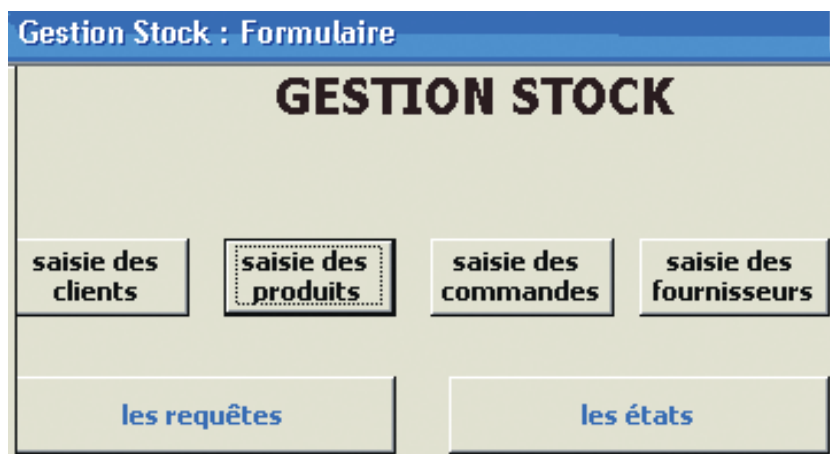 Gestion Stock : Formulaire
GESTION STOCK
saisie des
clients
saisie des
produits
saisie des
commandes
saisie des
fournisseurs
les requêtes
les états